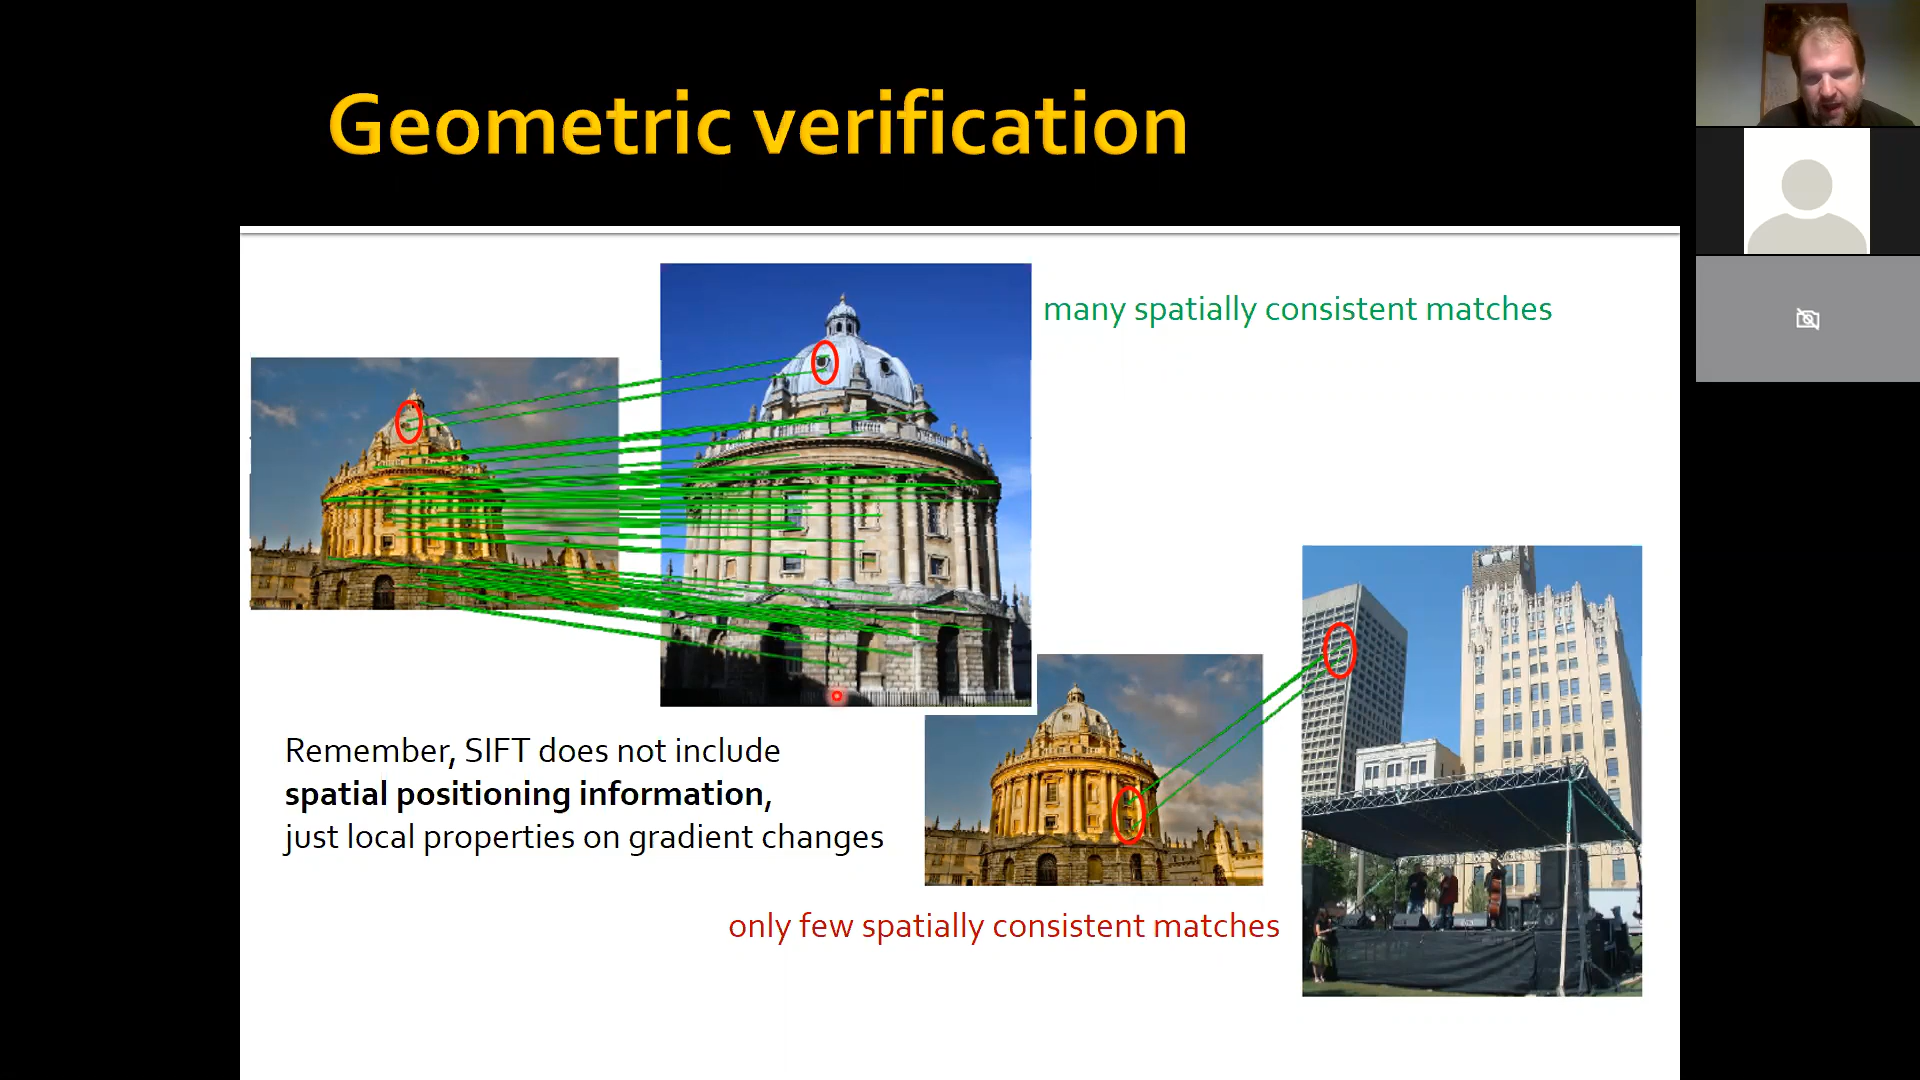 Geometric verification
many spatially consistent matches
Remember, SIFT does not include
spatial positioning information,
just local properties on gradient changes
only few spatially consistent matches